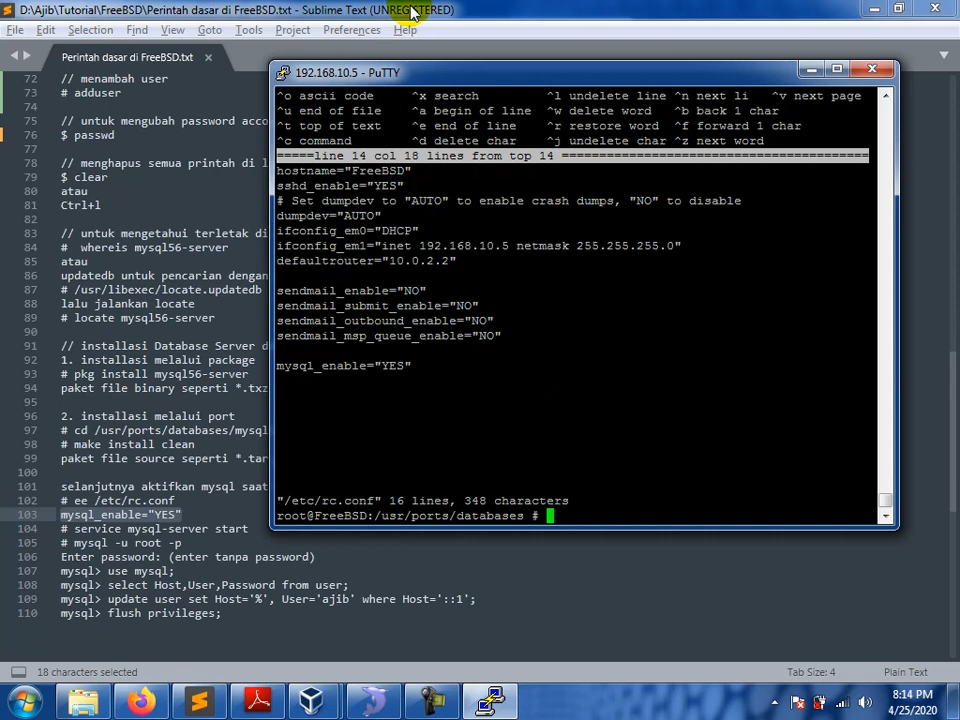 D:\Ajib\Tutorial\FreeBSD\Perintah dasar di FreeBSD.txt - Sublime Text (UNREGISTERED)
File Edit Selection Find View Goto Tools Project Preferences Help
Perintah dasar di FreeBSD.txt
72 // menambah user
73 # adduser
74
75 // untuk mengubah password acco
76 $ passwd
77
78 // menghapus semua printah di l
79 $ clear
80 atau
81 Ctrl+l
82
83 // untuk mengetahui terletak di
84 # whereis mysql56-server
85 atau
86 updatedb untuk pencarian dengan
87 # /usr/libexec/locate.updatedb
88 lalu jalankan locate
89 # locate mysql56-server
90
91 // installasi Database Server d
92 1. installasi melalui package
93 # pkg install mysql56-server
94 paket file binary seperti *.txz
95
96 2. installasi melalui port
97 # cd /usr/ports/databases/mysql
98 # make install clean
99 paket file source seperti *.tar
100
101 selanjutnya aktifkan mysql saat
102 # ee /etc/rc.conf
103 mysql_enable="YES"
104 # service mysql-server start
105 # mysql -u root -p
106 Enter password: (enter tanpa password)
107 mysql> use mysql;
108 mysql> select Host,User,Password from user;
109 mysql> update user set Host='%', User='ajib' where Host='::1';
110 mysql> flush privileges;
192.168.10.5 - PuTTY
^o ascii code ^x search ^l undelete line ^n next li ^v next page
^u end of file ^a begin of line ^w delete word ^b back 1 char
^t top of text ^e end of line ^r restore word ^f forward 1 char
^c command ^d delete char ^j undelete char ^z next word
=====line 14 col 18 lines from top 14 =========================================
hostname="FreeBSD"
sshd_enable="YES"
# Set dumpdev to "AUTO" to enable crash dumps, "NO" to disable
dumpdev="AUTO"
ifconfig_em0="DHCP"
ifconfig_em1="inet 192.168.10.5 netmask 255.255.255.0"
defaultrouter="10.0.2.2"
sendmail_enable="NO"
sendmail_submit_enable="NO"
sendmail_outbound_enable="NO"
sendmail_msp_queue_enable="NO"
mysql_enable="YES"
"/etc/rc.conf" 16 lines, 348 characters
root@FreeBSD:/usr/ports/databases #
18 characters selected Tab Size: 4 Plain Text
8:14 PM
4/25/2020